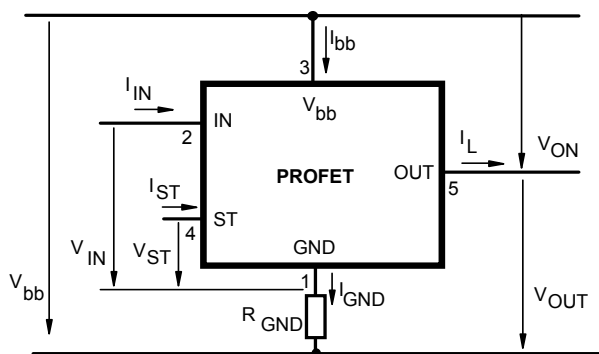 I bb
3
I IN
V bb
IN
2
I L
V ON
PROFET
OUT
I ST
5
ST
4
V IN
V ST
GND
V bb
1
I GND
V OUT
R GND